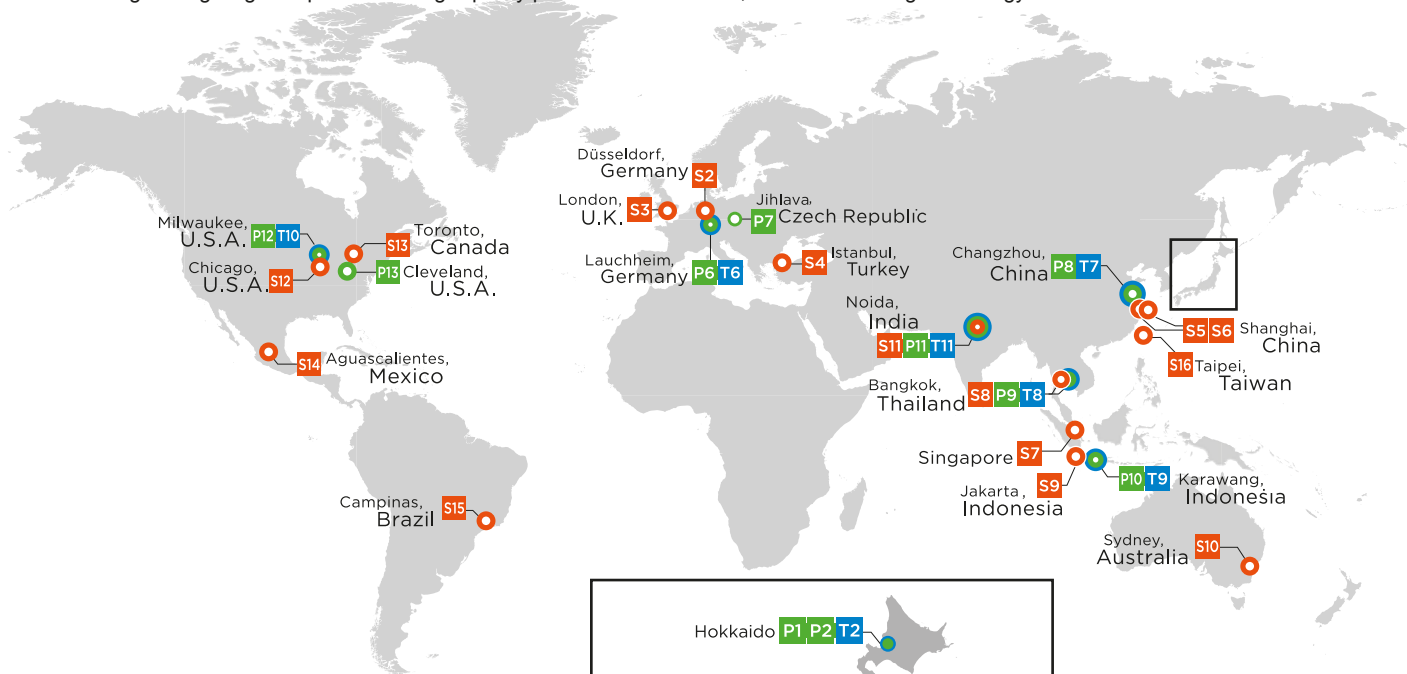 Düsseldorf,
Germany S2
London,
U.K. S3
Jihlava,
P7 Czech Republic
Milwaukee,
U.S.A. P12 T10
Toronto,
S13 Canada
Chicago,
U.S.A. S12
P13 Cleveland,
U.S.A.
Lauchheim,
Germany P6 T6
S4 Istanbul,
Turkey
Changzhou,
China P8 T7
Noida,
India
S11 P11 T11
S5 S6 Shanghai,
China
S14 Aguascalientes,
Mexico
S16 Taipei,
Taiwan
Bangkok,
Thailand S8 P9 T8
Singapore S7
Jakarta,
Indonesia S9
P10 T9 Karawang,
Indonesia
Campinas,
Brazil S15
Sydney,
Australia S10
Hokkaido P1 P2 T2